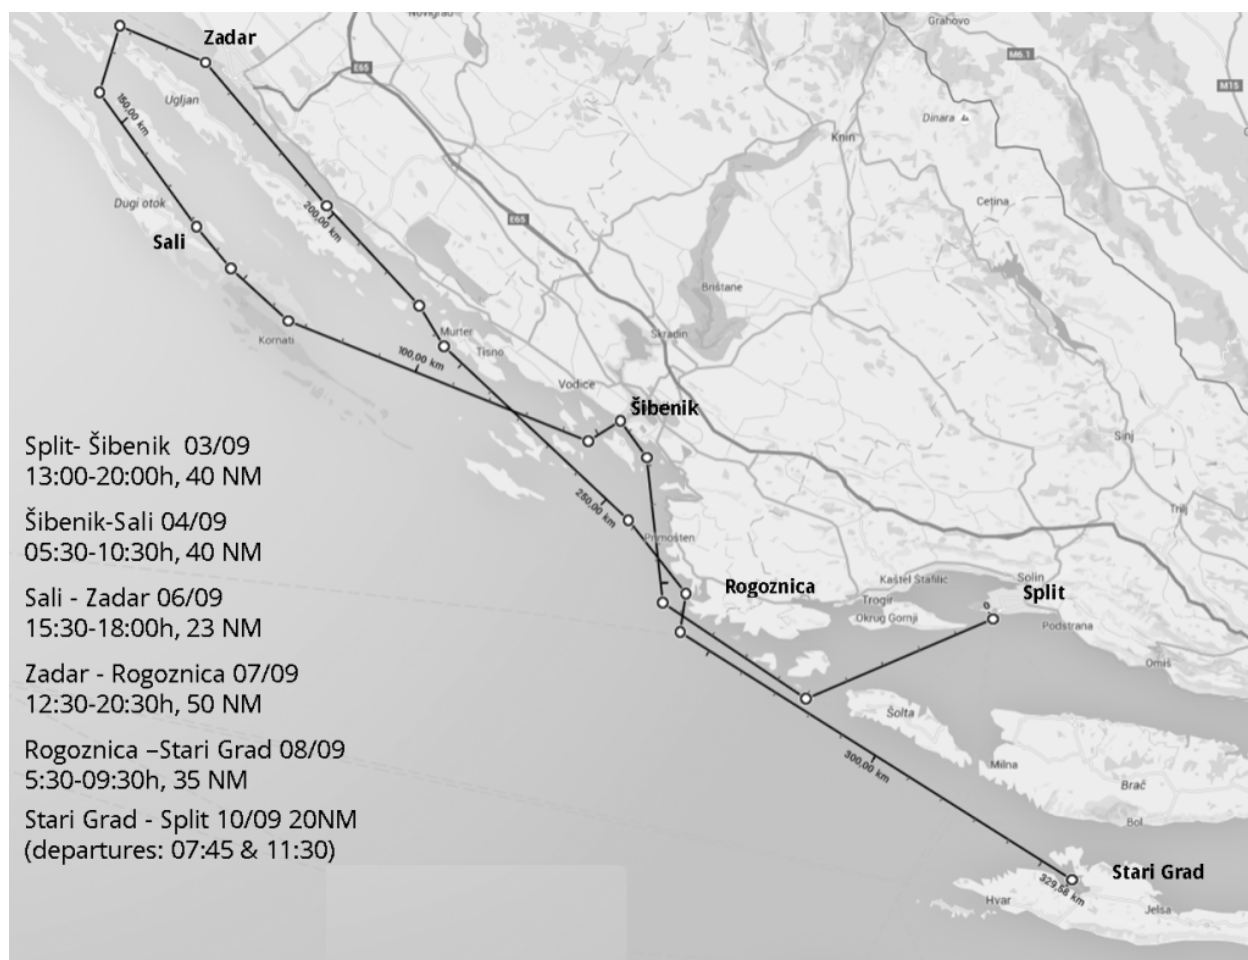 Novigrad
Grahovo
Zadar
M6.1
E65
M15
150,00 km
Ugljan
Dinara
Knin
Dugi otok
200,00 km
Cetina
E65
Sali
Brištane
Kornati
Murter
Skradin
100,00 km
Tisno
Vodice
Šibenik
Sinj
Split- Šibenik 03/09
13:00-20:00h, 40 NM
Šibenik-Sali 04/09
05:30-10:30h, 40 NM
Sali - Zadar 06/09
15:30-18:00h, 23 NM
Zadar - Rogoznica 07/09
12:30-20:30h, 50 NM
Rogoznica –Stari Grad 08/09
5:30-09:30h, 35 NM
Stari Grad - Split 10/09 20NM
(departures: 07:45 & 11:30)
250,00 km
Trilj
Primošten
Rogoznica
Kaštel Štafilić
Solin
Split
Trogir
0
Okrug Gornji
Podstrana
Omiš
Šolta
300,00 km
Milna
Brač
Bol
Stari Grad
329,58 km
Hvar
Jelsa